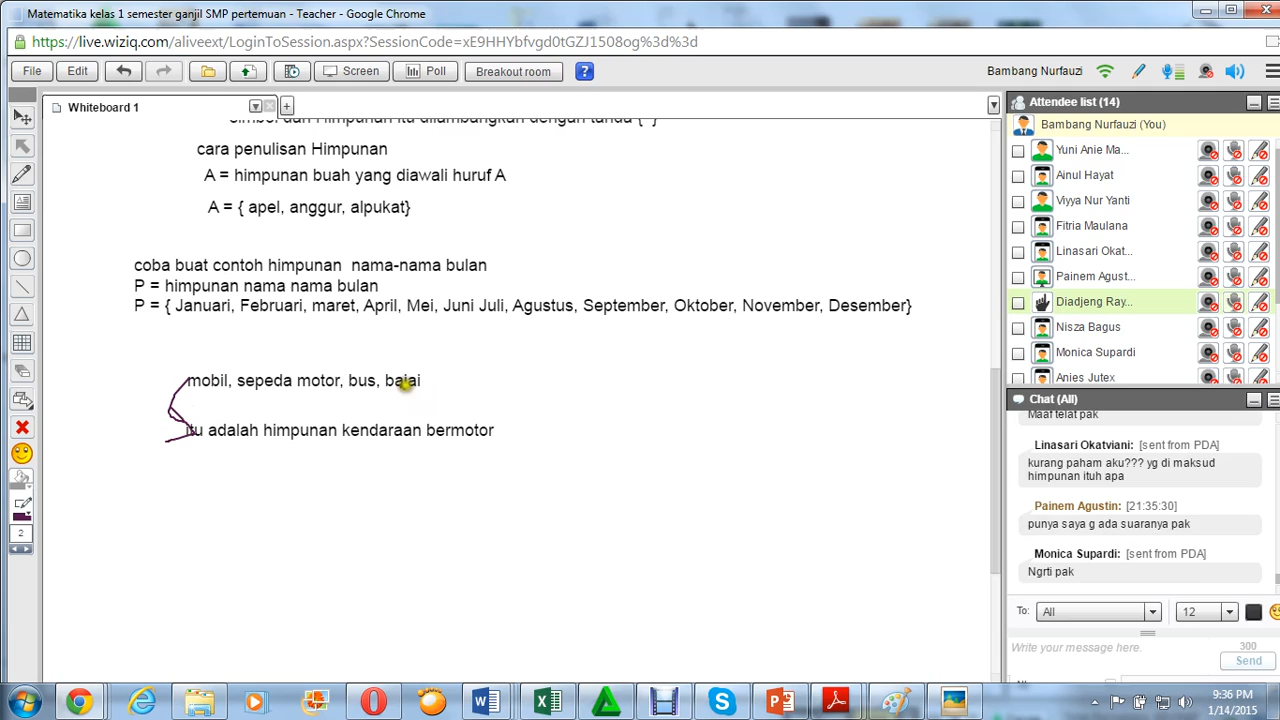 Matematika kelas 1 semester ganjil SMP pertemuan - Teacher - Google Chrome
https://live.wiziq.com/aliveext/LoginToSession.aspx?SessionCode=xE9HHYbfvgd0tGZJ1508og%3d%3d
File Edit Screen Poll Breakout room ? Bambang Nurfauzi
Whiteboard 1
simbol dari Himpunan itu dilambangkan dengan tanda { }
cara penulisan Himpunan
A = himpunan buah yang diawali huruf A
A = { apel, anggur, alpukat}
coba buat contoh himpunan nama-nama bulan
P = himpunan nama nama bulan
P = { Januari, Februari, maret, April, Mei, Juni Juli, Agustus, September, Oktober, November, Desember}
mobil, sepeda motor, bus, bajai
itu adalah himpunan kendaraan bermotor
2
Attendee list (14)
Bambang Nurfauzi (You)
Yuni Anie Ma...
Ainul Hayat
Viyya Nur Yanti
Fitria Maulana
Linasari Okat...
Painem Agust...
Diadjeng Ray...
Nisza Bagus
Monica Supardi
Anies Jutex
Chat (All)
Maaf telat pak
Linasari Okatviani: [sent from PDA]
kurang paham aku??? yg di maksud
himpunan ituh apa
Painem Agustin: [21:35:30]
punya saya g ada suaranya pak
Monica Supardi: [sent from PDA]
Ngrti pak
To: All 12
Write your message here... 300
Send
9:36 PM
1/14/2015